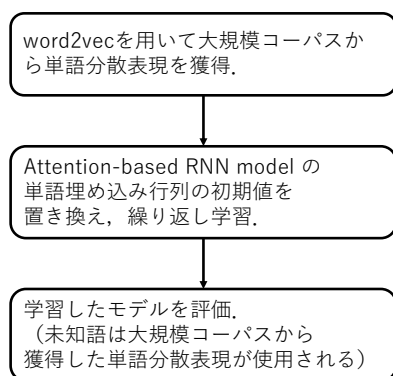 word2vecを用いて大規模コーパスか
ら単語分散表現を獲得.
Attention-based RNN model の
単語埋め込み行列の初期値を
置き換え，繰り返し学習.
学習したモデルを評価.
（未知語は大規模コーパスから
獲得した単語分散表現が使用される）